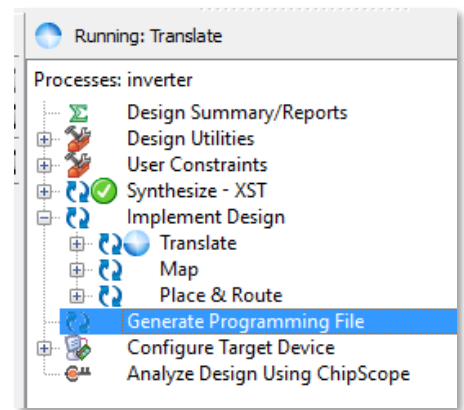 Running: Translate
Processes: inverter
Design Summary/Reports
Design Utilities
User Constraints
Synthesize - XST
Implement Design
Translate
Map
Place & Route
Generate Programming File
Configure Target Device
Analyze Design Using ChipScope